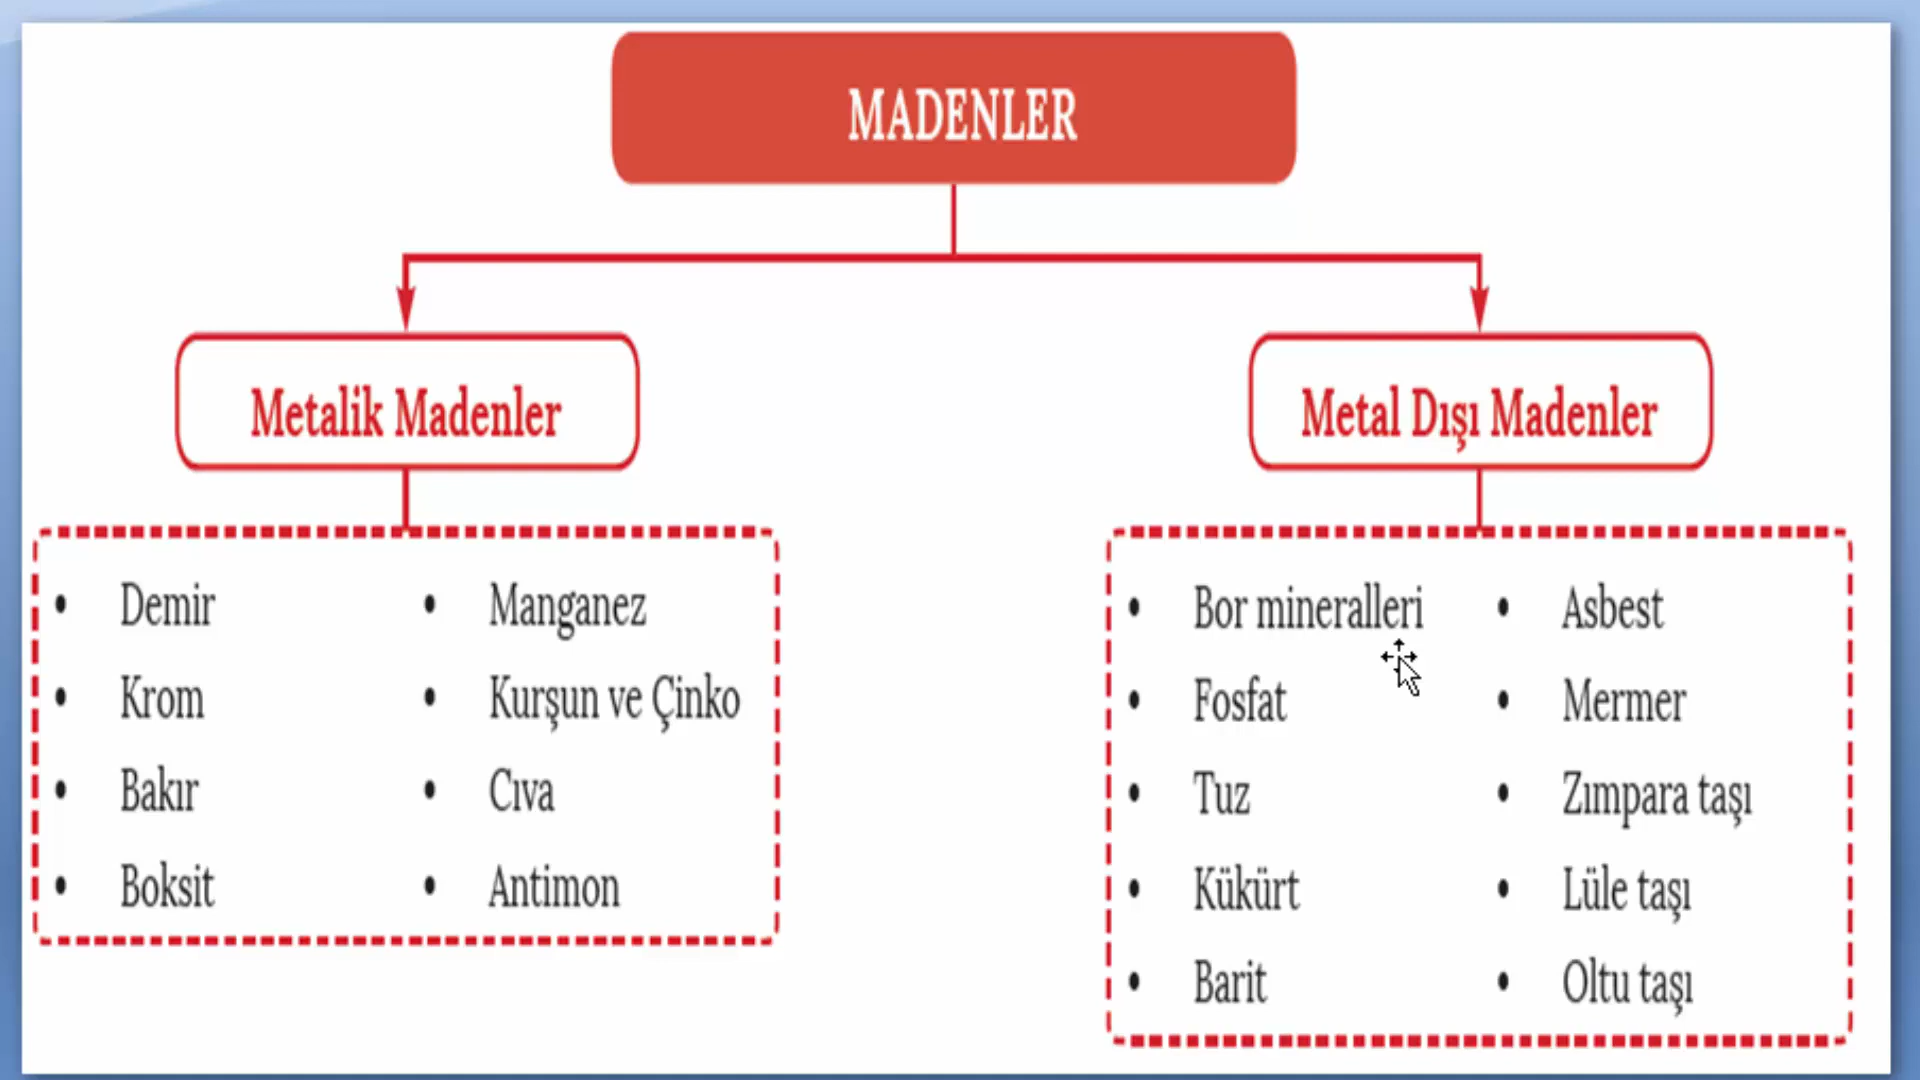 MADENLER
Metalik Madenler
Metal Dışı Madenler
• Demir
• Krom
• Bakır
• Boksit
• Manganez
• Kurşun ve Çinko
• Cıva
• Antimon
• Bor mineralleri
• Fosfat
• Tuz
• Kükürt
• Barit
• Asbest
• Mermer
• Zımpara taşı
• Lüle taşı
• Oltu taşı